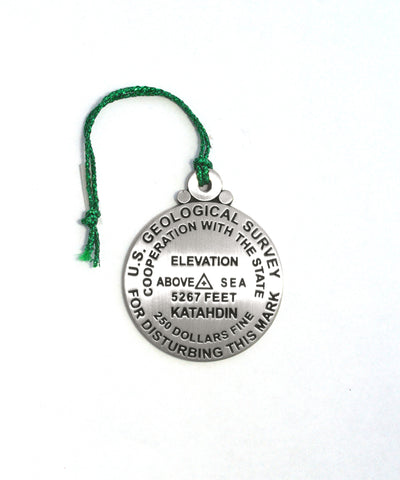 U.S. GEOLOGICAL SURVEY
COOPERATION WITH THE STATE
ELEVATION
ABOVE SEA
5267 FEET
KATAHDIN
250 DOLLARS FINE
FOR DISTURBING THIS MARK